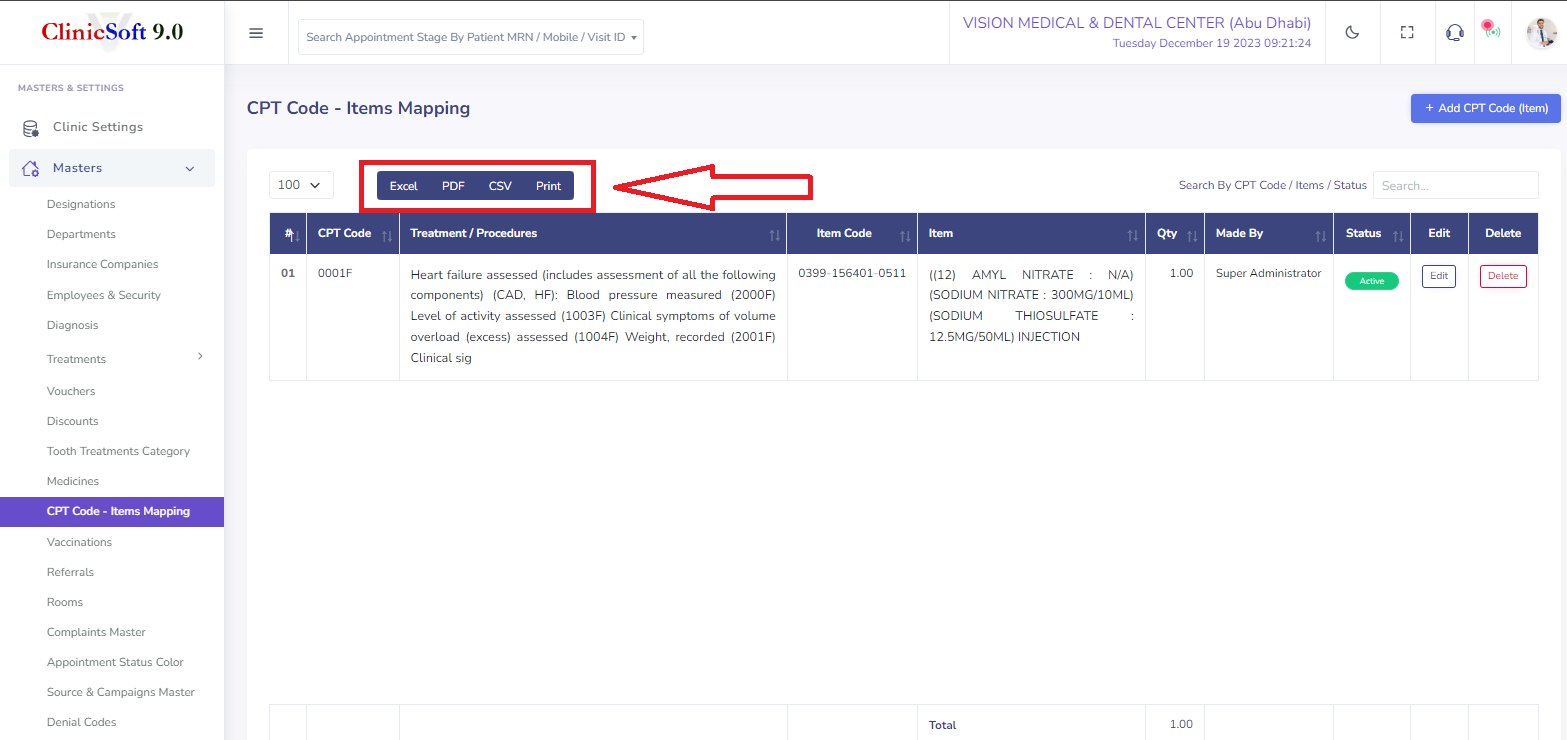 ClinicSoft 9.0
Search Appointment Stage By Patient MRN / Mobile / Visit ID
VISION MEDICAL & DENTAL CENTER (Abu Dhabi)
Tuesday December 19 2023 09:21:24
MASTERS & SETTINGS
Clinic Settings
Masters
Designations
Departments
Insurance Companies
Employees & Security
Diagnosis
Treatments
Vouchers
Discounts
Tooth Treatments Category
Medicines
CPT Code - Items Mapping
Vaccinations
Referrals
Rooms
Complaints Master
Appointment Status Color
Source & Campaigns Master
Denial Codes
CPT Code - Items Mapping
+ Add CPT Code (Item)
100
Excel PDF CSV Print
Search By CPT Code / Items / Status Search...
# CPT Code Treatment / Procedures Item Code Item Qty Made By Status Edit Delete
01 0001F
Heart failure assessed (includes assessment of all the following
components) (CAD, HF): Blood pressure measured (2000F)
Level of activity assessed (1003F) Clinical symptoms of volume
overload (excess) assessed (1004F) Weight, recorded (2001F)
Clinical sig
0399-156401-0511
((12) AMYL NITRATE : N/A)
(SODIUM NITRATE : 300MG/10ML)
(SODIUM THIOSULFATE :
12.5MG/50ML) INJECTION
1.00 Super Administrator Active Edit Delete
Total 1.00